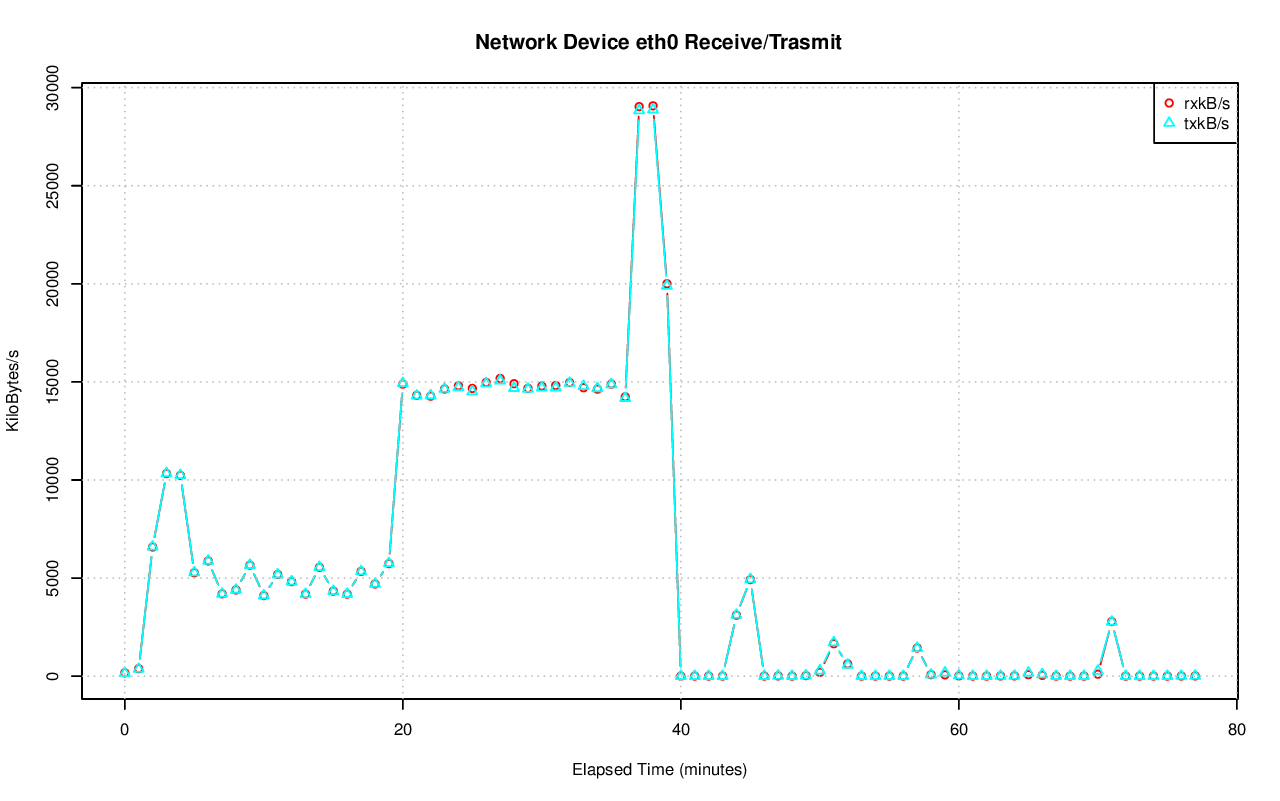 Network Device eth0 Receive/Trasmit
rxkB/s
txkB/s
KiloBytes/s
30000
25000
20000
15000
10000
5000
0
0 20 40 60 80
Elapsed Time (minutes)